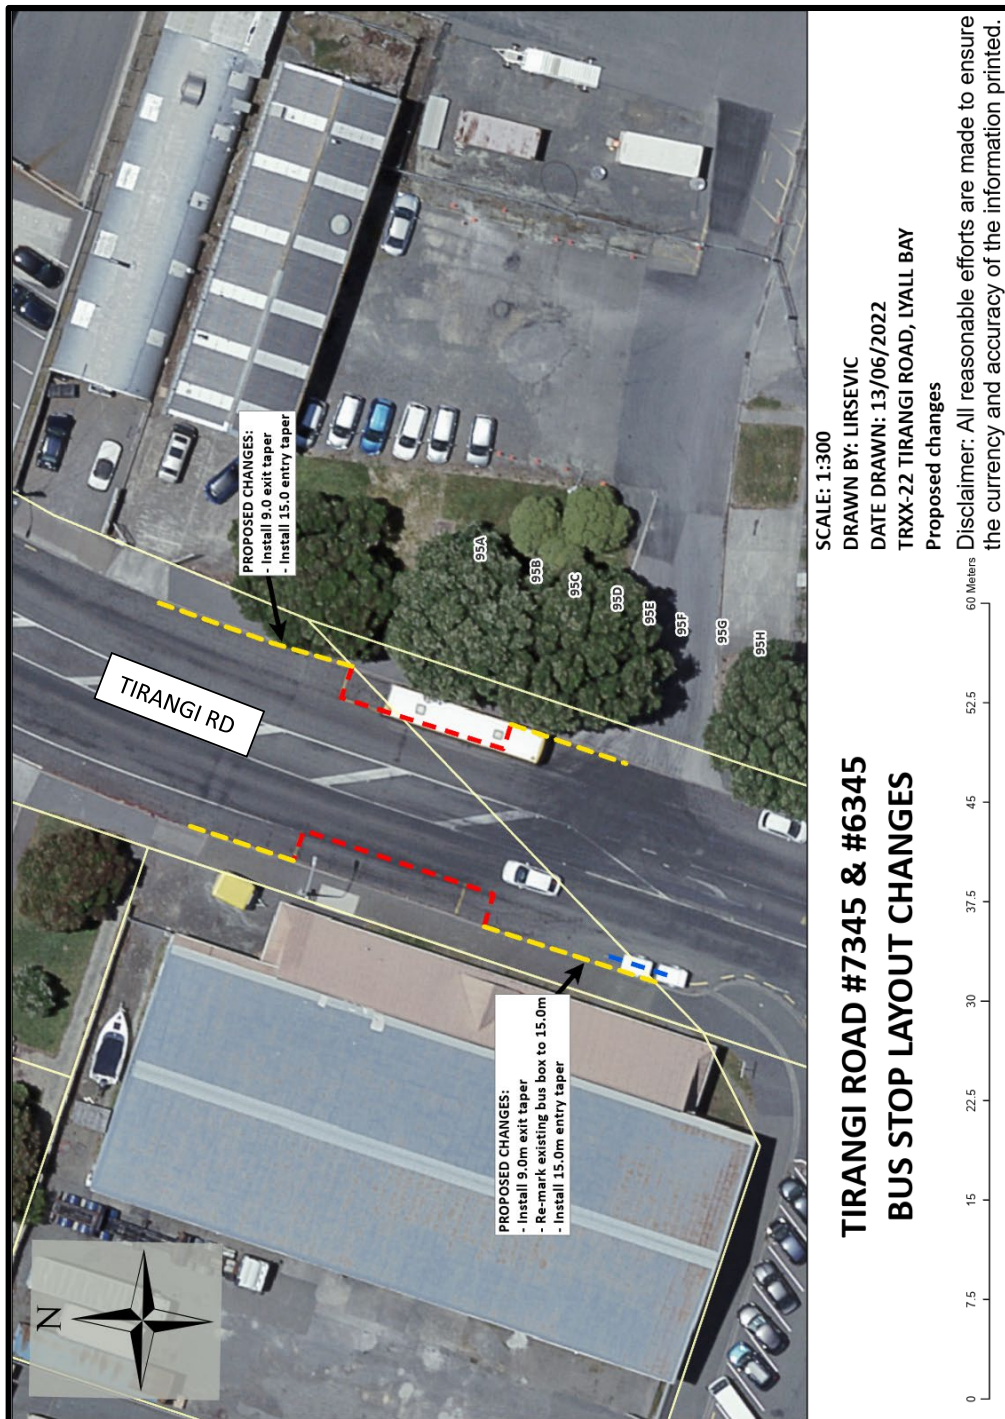 N
TIRANGI RD
PROPOSED CHANGES:
- Install 9.0 exit taper
- Install 15.0 entry taper
95A
95B
95C
95D
95E
95F
95G
95H
PROPOSED CHANGES:
- Install 9.0m exit taper
- Re-mark existing bus box to 15.0m
- Install 15.0m entry taper
TIRANGI ROAD #7345 & #6345
BUS STOP LAYOUT CHANGES
SCALE: 1:300
DRAWN BY: LIRSEVIC
DATE DRAWN: 13/06/2022
TRXX-22 TIRANGI ROAD, LYALL BAY
Proposed changes
Disclaimer: All reasonable efforts are made to ensure
the currency and accuracy of the information printed.
0 7.5 15 22.5 30 37.5 45 52.5 60 Meters